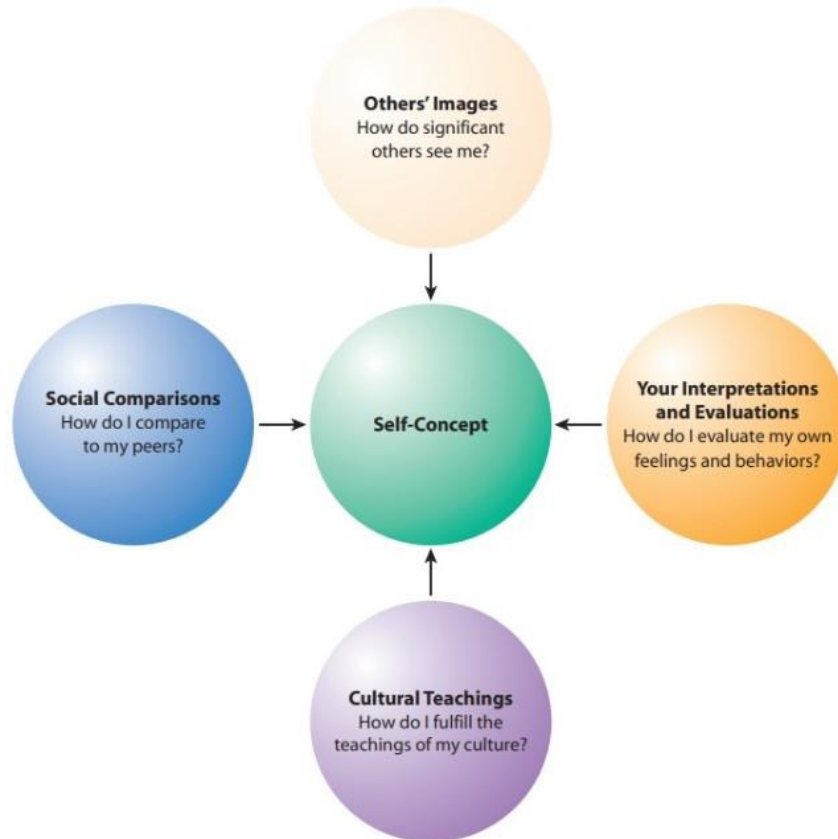 Others’ Images
How do significant
others see me?
Social Comparisons
How do I compare
to my peers?
Self-Concept
Your Interpretations
and Evaluations
How do I evaluate my own
feelings and behaviors?
Cultural Teachings
How do I fulfill the
teachings of my culture?